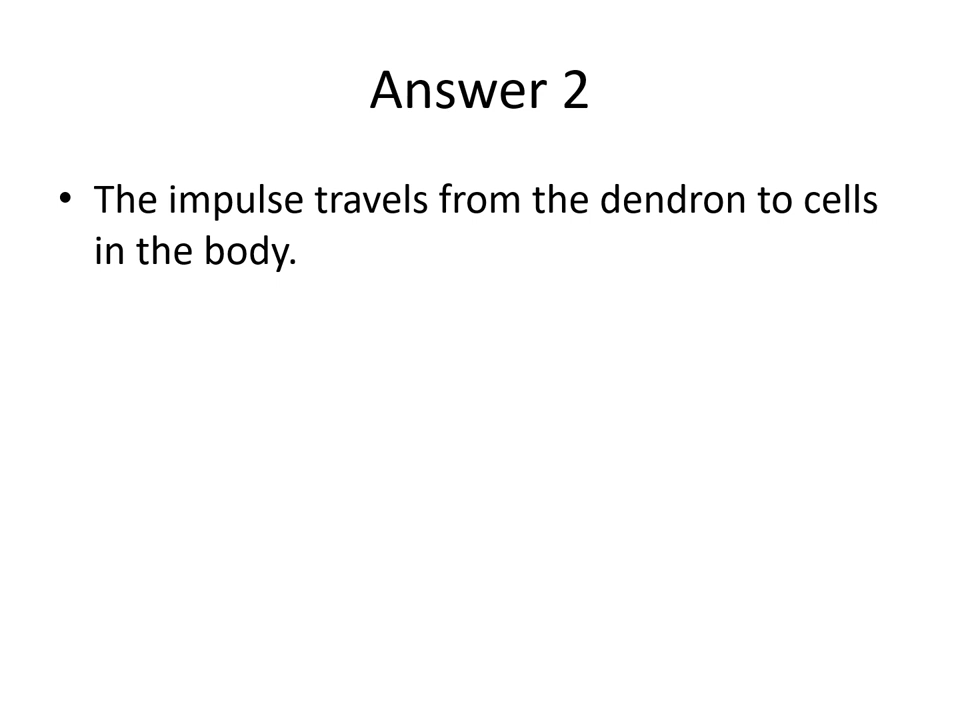 Answer 2
• The impulse travels from the dendron to cells
in the body.